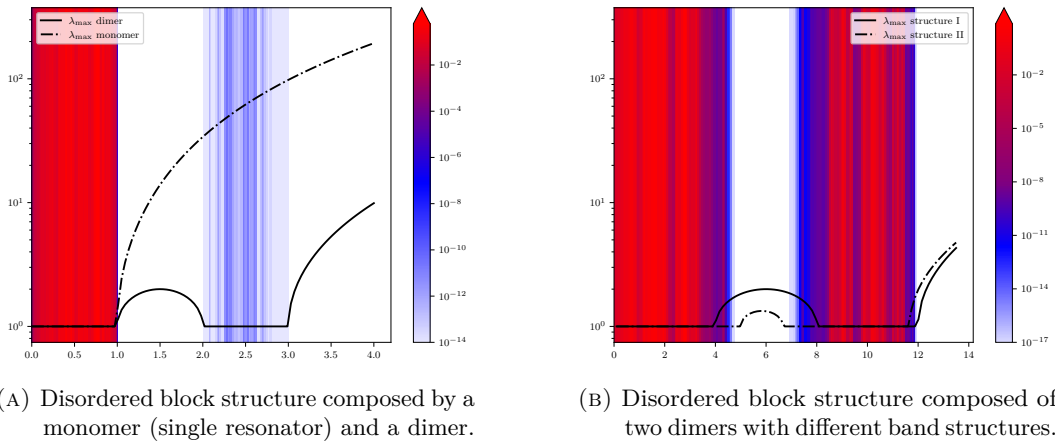 λmax dimer
λmax monomer
10²
10¹
10⁰
0.0 0.5 1.0 1.5 2.0 2.5 3.0 3.5 4.0
10⁻²
10⁻⁴
10⁻⁶
10⁻⁸
10⁻¹⁰
10⁻¹²
10⁻¹⁴
λmax structure I
λmax structure II
10²
10¹
10⁰
0 2 4 6 8 10 12 14
10⁻²
10⁻⁵
10⁻⁸
10⁻¹¹
10⁻¹⁴
10⁻¹⁷
(A) Disordered block structure composed by a
monomer (single resonator) and a dimer.
(B) Disordered block structure composed of
two dimers with different band structures.